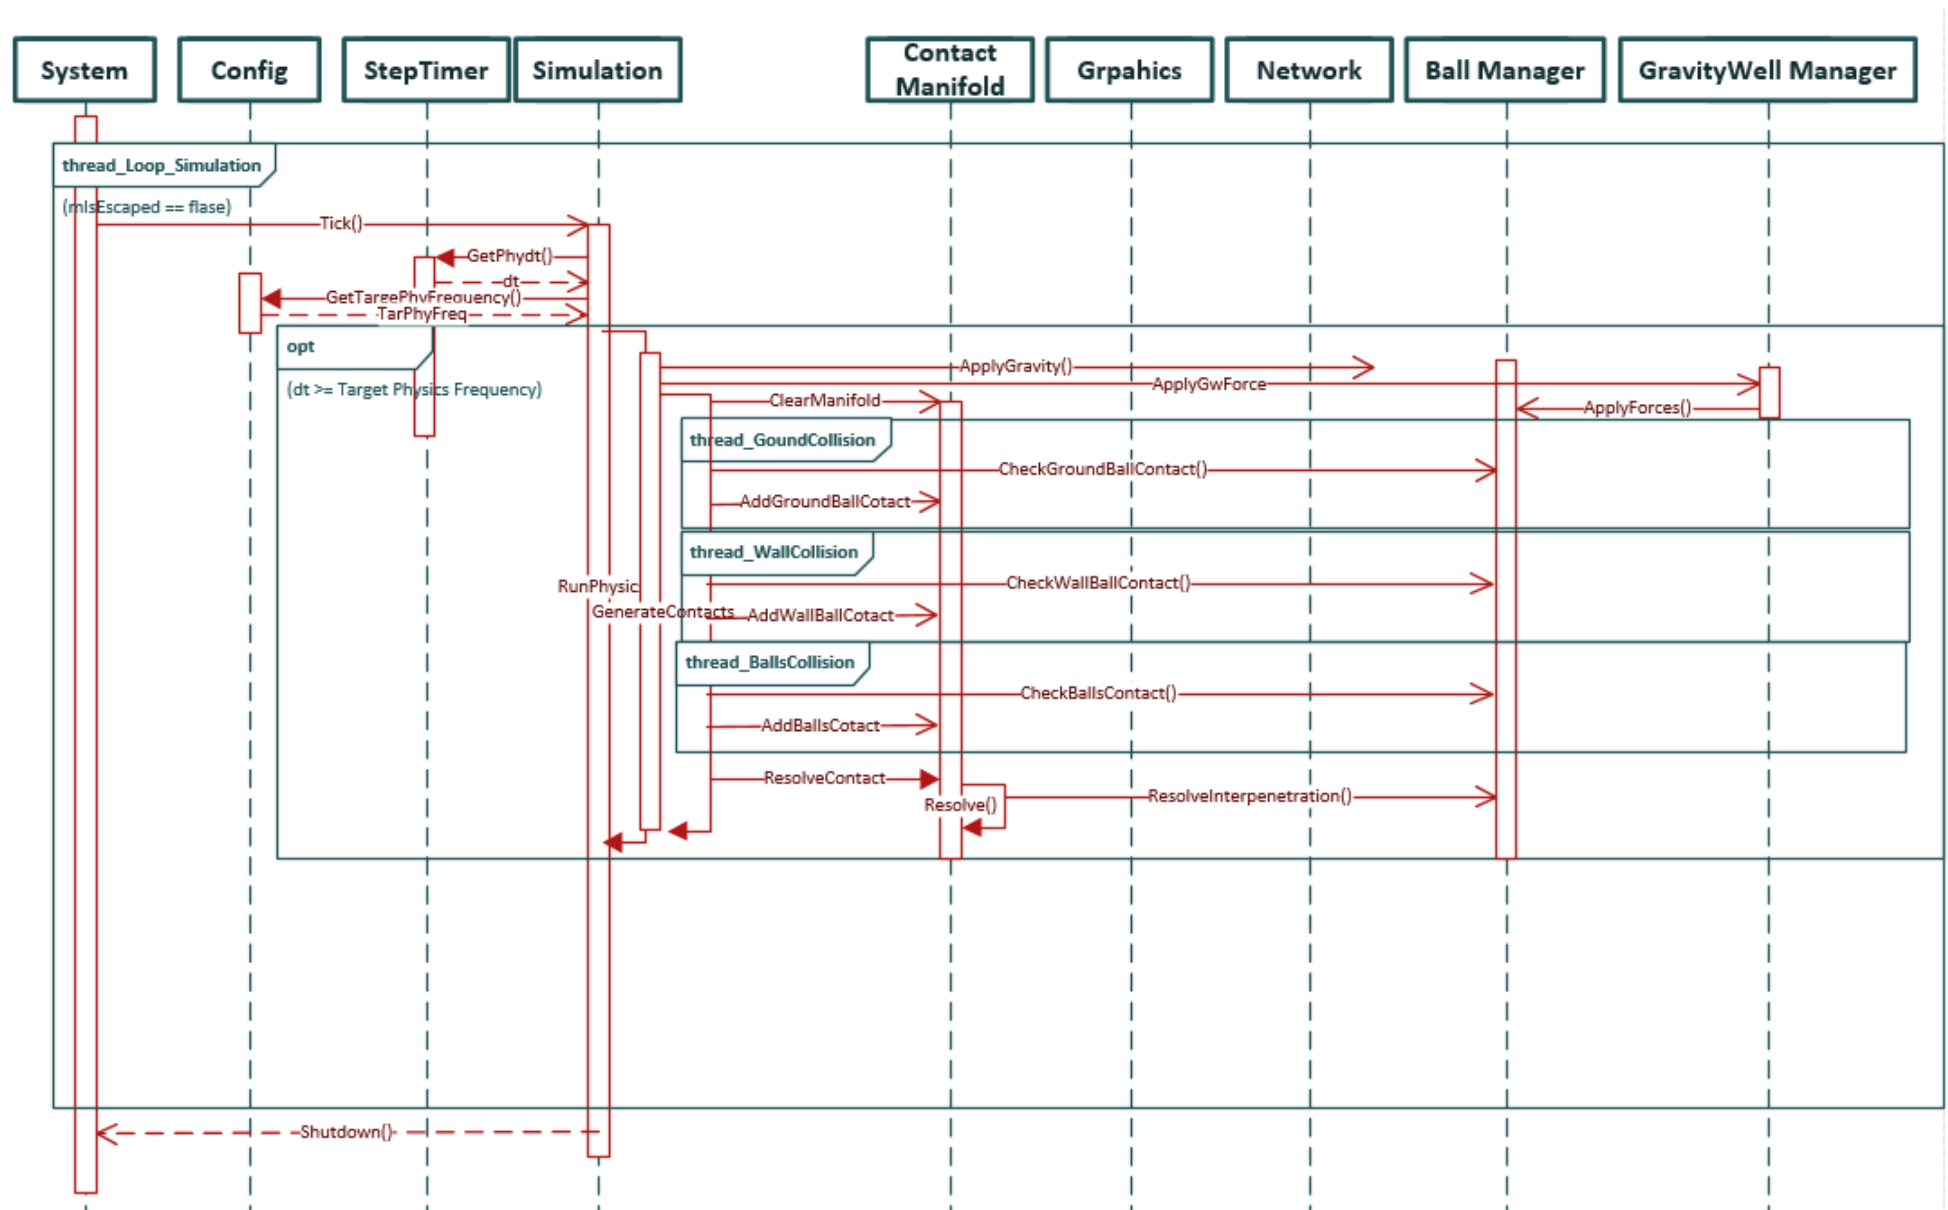 System
Config
StepTimer
Simulation
Contact
Manifold
Grpahics
Network
Ball Manager
GravityWell Manager
thread_Loop_Simulation
(mIsEscaped == flase)
Tick()
GetPhydt()
dt
GetTargePhyFrequency()
TarPhyFreq
opt
(dt >= Target Physics Frequency)
ApplyGravity()
ApplyGwForce
ClearManifold
ApplyForces()
thread_GoundCollision
CheckGroundBallContact()
AddGroundBallCotact
thread_WallCollision
CheckWallBallContact()
RunPhysic
GenerateContacts
AddWallBallCotact
thread_BallsCollision
CheckBallsContact()
AddBallsCotact
ResolveContact
Resolve()
ResolveInterpenetration()
Shutdown()